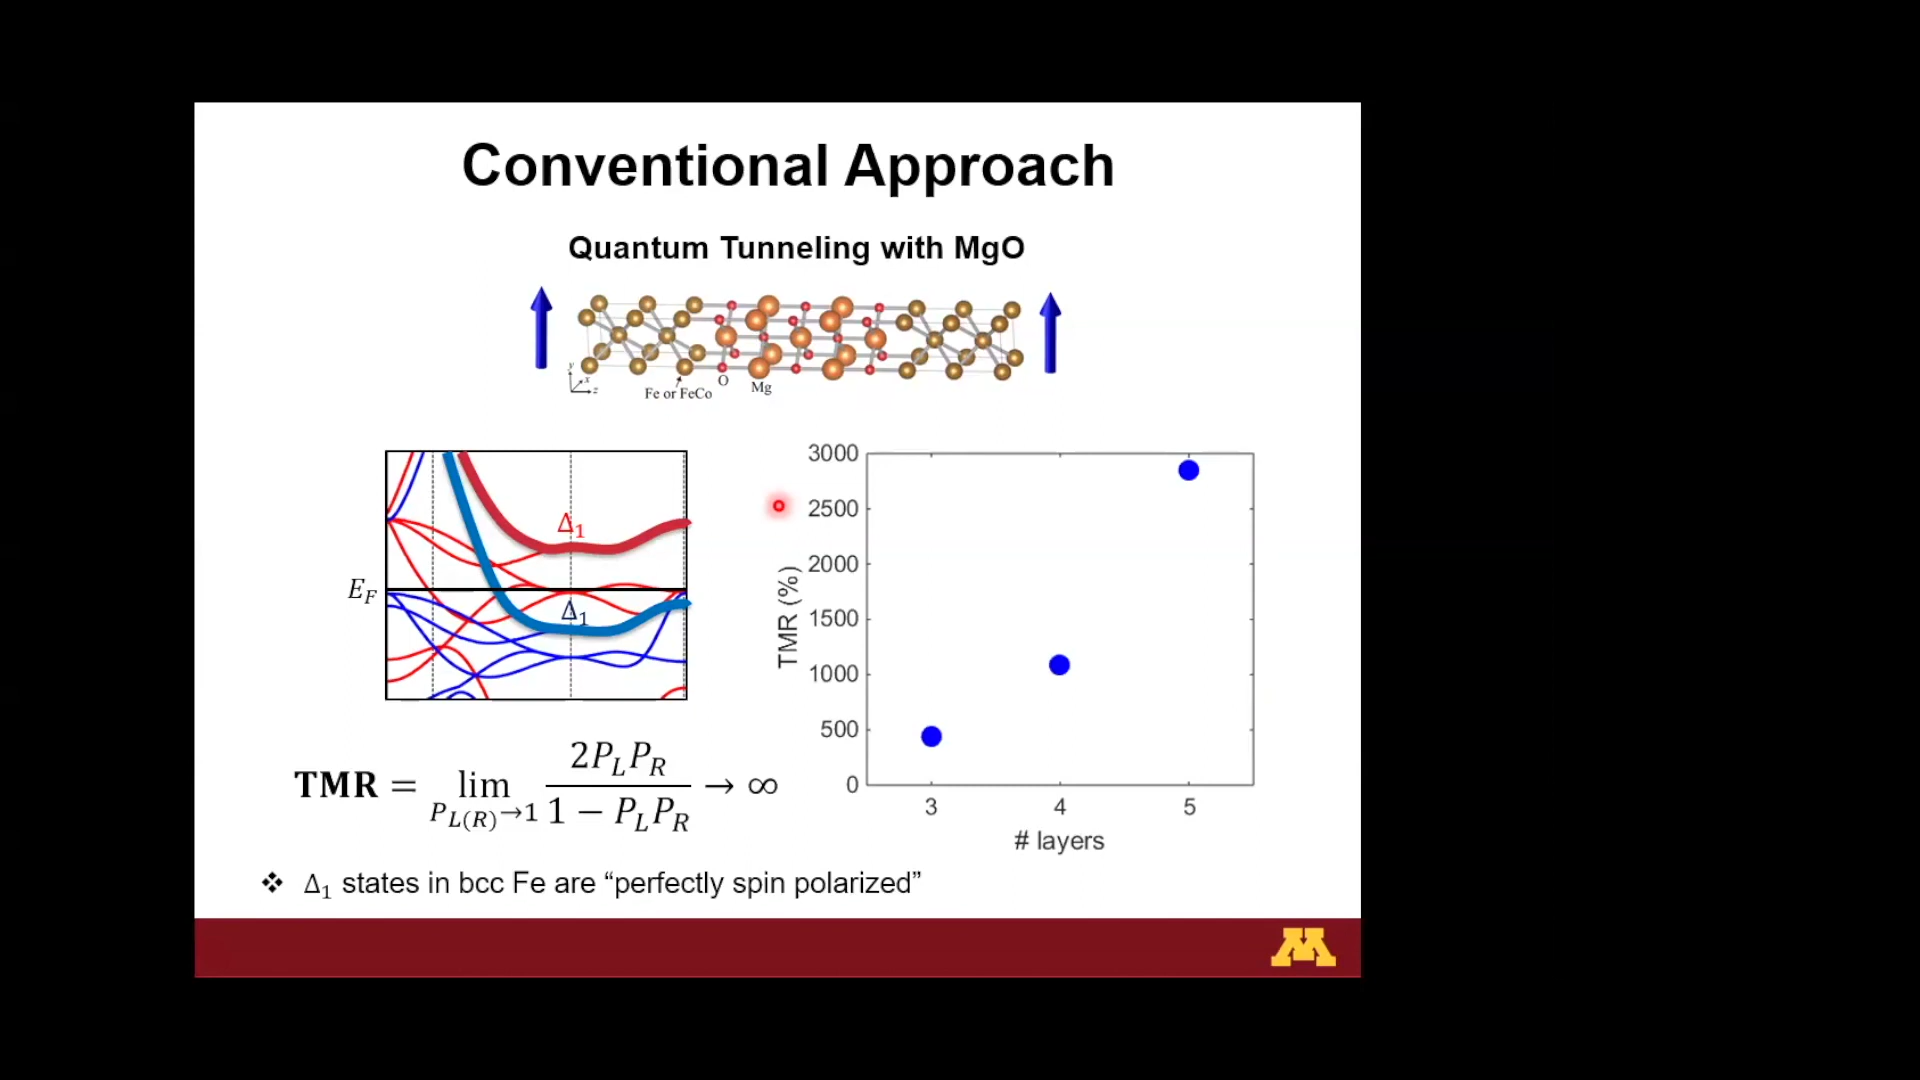 Conventional Approach
Quantum Tunneling with MgO
y
x
z
Fe or FeCo
O
Mg
Δ₁
E_F
Δ₁
3000
2500
2000
1500
1000
500
0
TMR (%)
3 4 5
# layers
TMR = lim_{P_{L(R)}→1} 2P_L P_R / 1 − P_L P_R → ∞
❖ Δ₁ states in bcc Fe are “perfectly spin polarized”
M